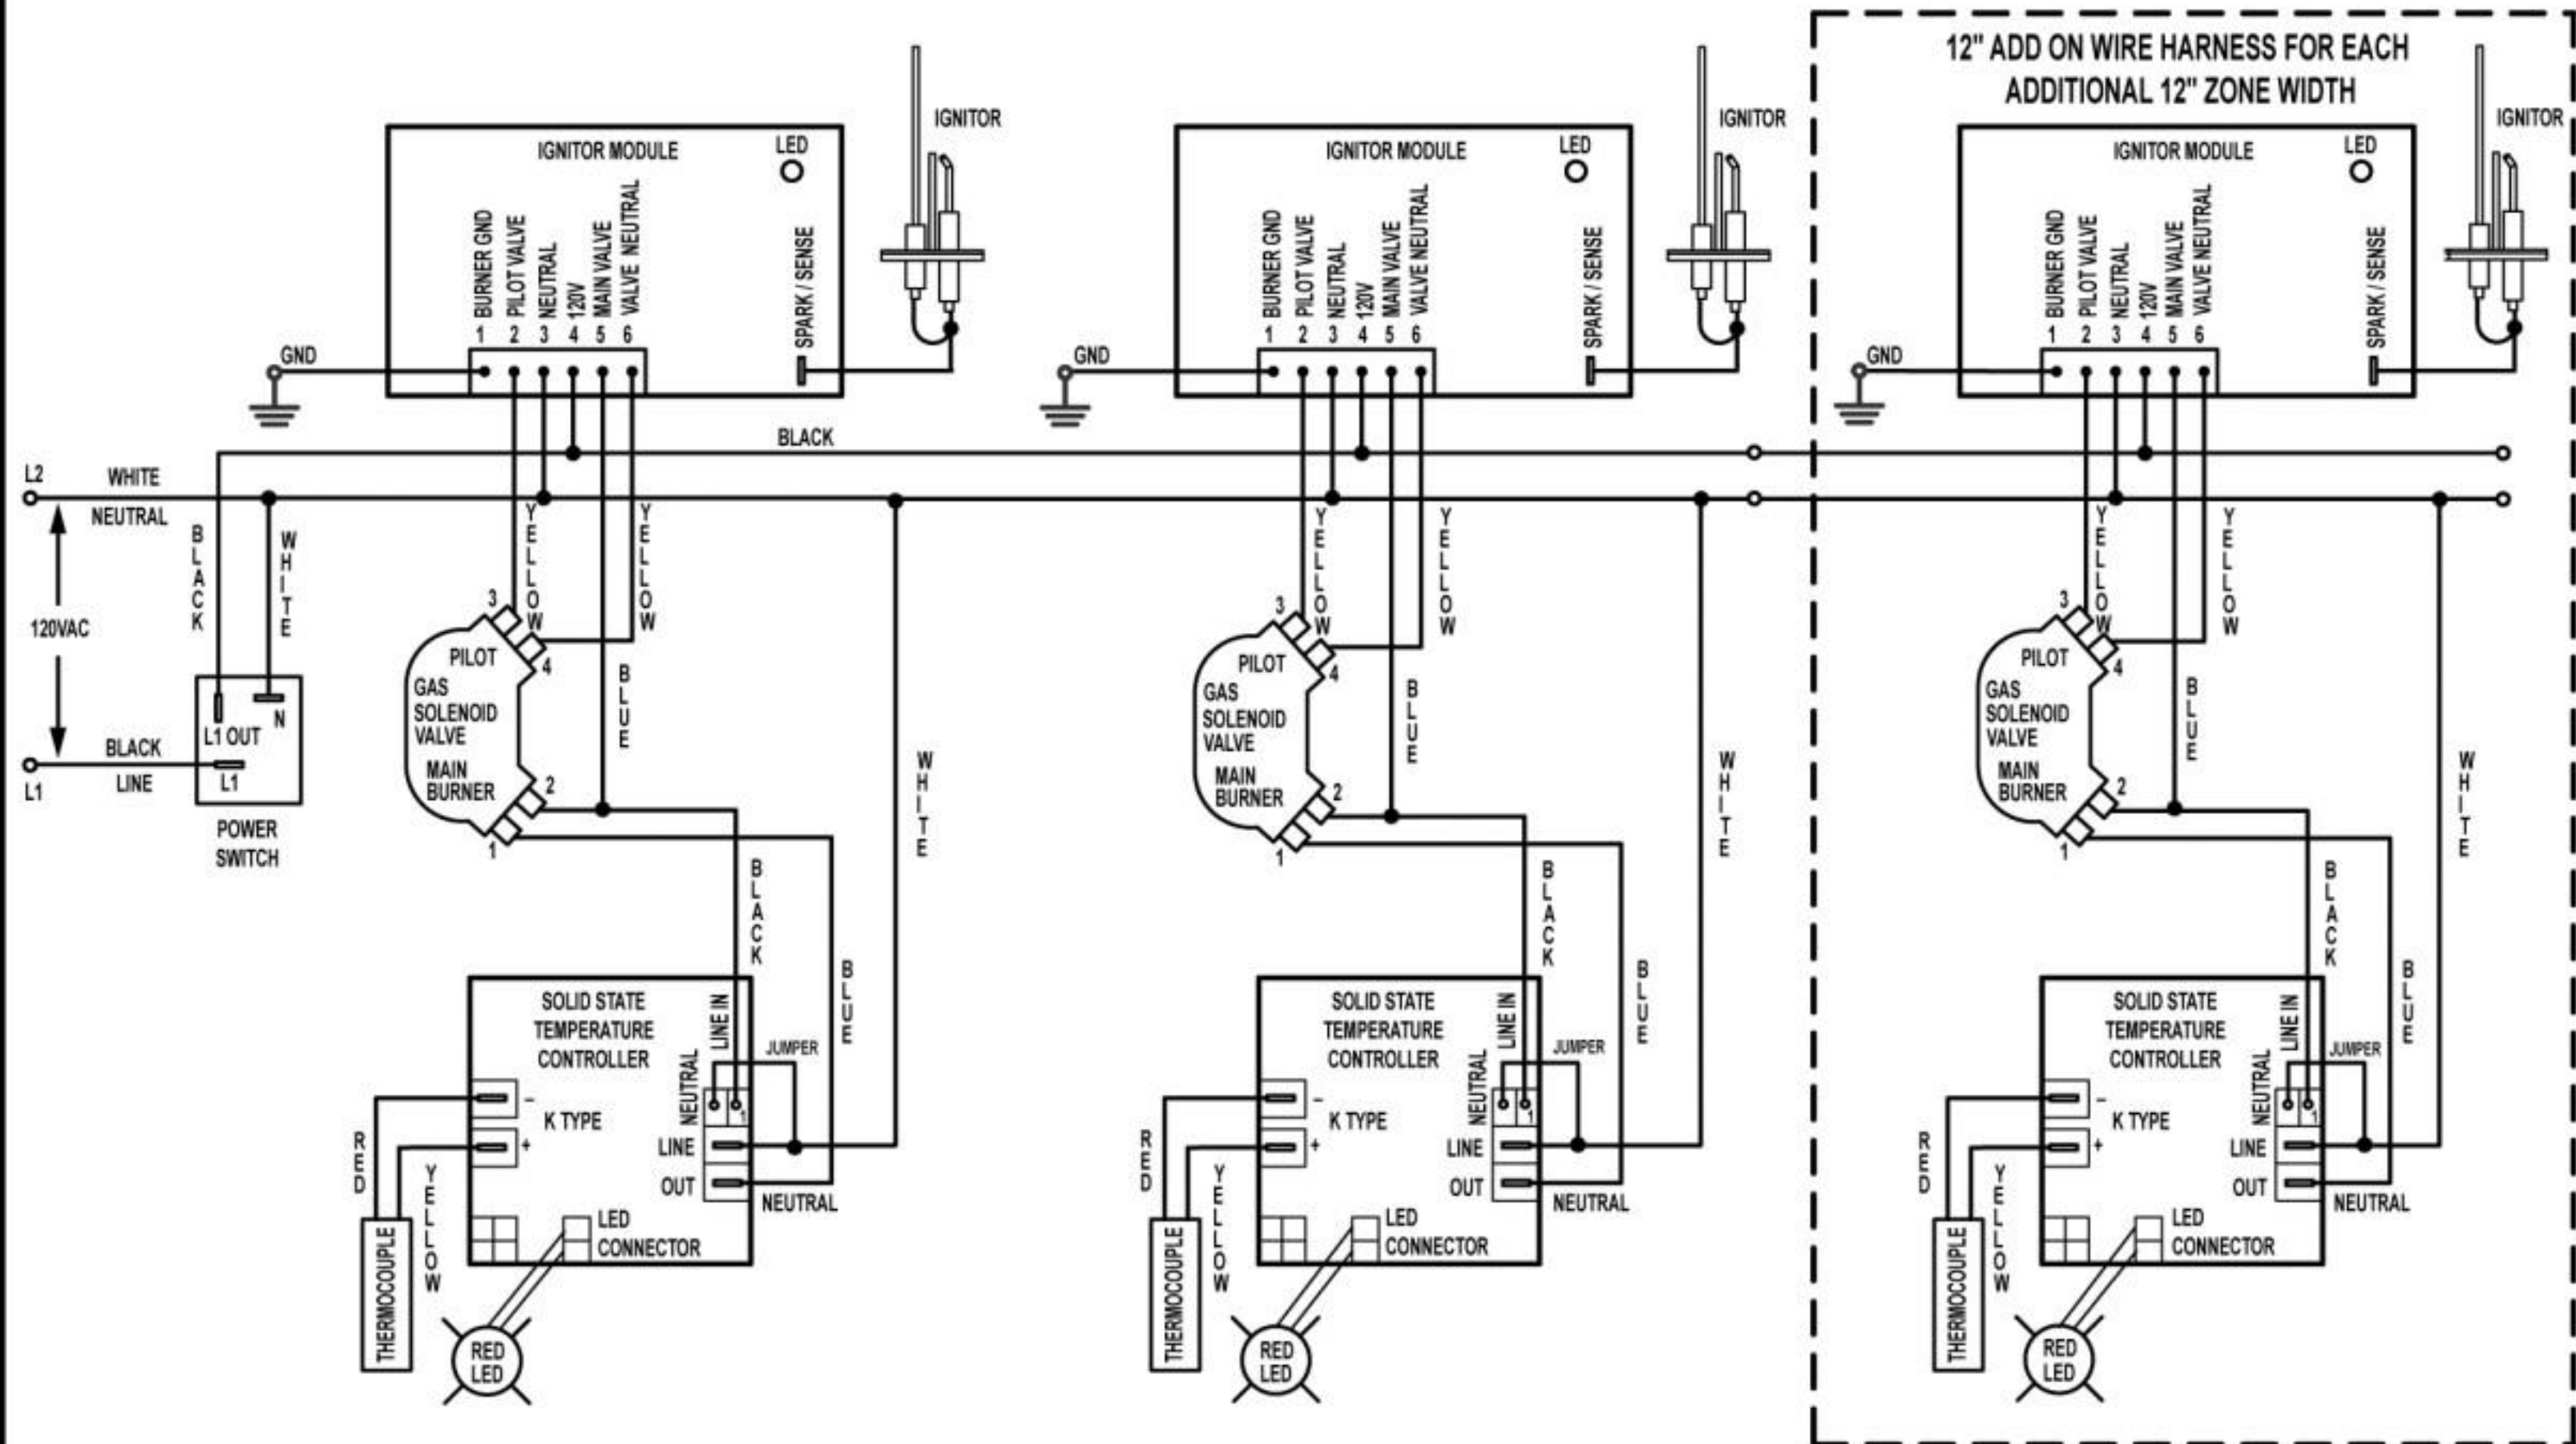 12" ADD ON WIRE HARNESS FOR EACH
ADDITIONAL 12" ZONE WIDTH
IGNITOR MODULE
LED
IGNITOR
BURNER GND
PILOT VALVE
NEUTRAL
120V
MAIN VALVE
VALVE NEUTRAL
SPARK / SENSE
1 2 3 4 5 6
GND
IGNITOR MODULE
LED
IGNITOR
BURNER GND
PILOT VALVE
NEUTRAL
120V
MAIN VALVE
VALVE NEUTRAL
SPARK / SENSE
1 2 3 4 5 6
GND
IGNITOR MODULE
LED
IGNITOR
BURNER GND
PILOT VALVE
NEUTRAL
120V
MAIN VALVE
VALVE NEUTRAL
SPARK / SENSE
1 2 3 4 5 6
GND
BLACK
L2
WHITE
NEUTRAL
120VAC
BLACK
WHITE
L1 OUT
N
L1
BLACK
LINE
L1
POWER
SWITCH
YELLOW
YELLOW
3
4
PILOT
GAS
SOLENOID
VALVE
MAIN
BURNER
2
1
BLUE
WHITE
BLACK
BLUE
SOLID STATE
TEMPERATURE
CONTROLLER
LINE IN
NEUTRAL
JUMPER
1
K TYPE
-
+
LINE
OUT
NEUTRAL
LED
CONNECTOR
RED
YELLOW
THERMOCOUPLE
RED
LED
YELLOW
YELLOW
3
4
PILOT
GAS
SOLENOID
VALVE
MAIN
BURNER
2
1
BLUE
WHITE
BLACK
BLUE
SOLID STATE
TEMPERATURE
CONTROLLER
LINE IN
NEUTRAL
JUMPER
1
K TYPE
-
+
LINE
OUT
NEUTRAL
LED
CONNECTOR
RED
YELLOW
THERMOCOUPLE
RED
LED
YELLOW
YELLOW
3
4
PILOT
GAS
SOLENOID
VALVE
MAIN
BURNER
2
1
BLUE
WHITE
BLACK
BLUE
SOLID STATE
TEMPERATURE
CONTROLLER
LINE IN
NEUTRAL
JUMPER
1
K TYPE
-
+
LINE
OUT
NEUTRAL
LED
CONNECTOR
RED
YELLOW
THERMOCOUPLE
RED
LED